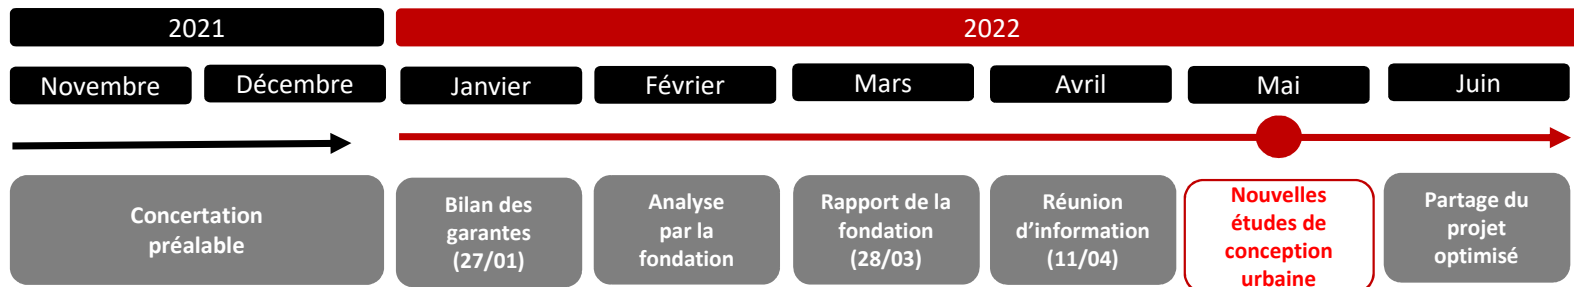 2021
2022
Novembre
Décembre
Janvier
Février
Mars
Avril
Mai
Juin
Concertation
préalable
Bilan des
garantes
(27/01)
Analyse
par la
fondation
Rapport de la
fondation
(28/03)
Réunion
d’information
(11/04)
Nouvelles
études de
conception
urbaine
Partage du
projet
optimisé